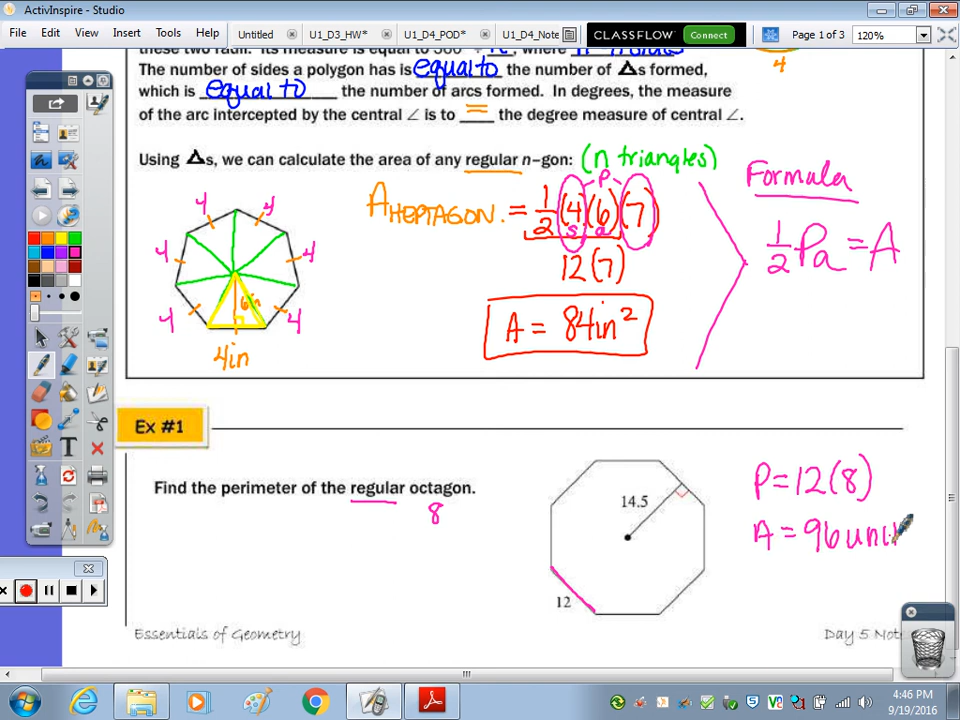 ActivInspire - Studio
File Edit View Insert Tools Help Untitled U1_D3_HW* U1_D4_POD* U1_D4_Note CLASSFLOW Connect Page 1 of 3 120%
The number of sides a polygon has is equal to the number of Δs formed,
which is equal to the number of arcs formed. In degrees, the measure
of the arc intercepted by the central ∠ is to = the degree measure of central ∠.
4
Using Δs, we can calculate the area of any regular n–gon: (n triangles)
Formula
P
A HEPTAGON = 1/2 (4)(6)(7)
s a
12(7)
A = 84in²
1/2 Pa = A
4 4
4 4
4 4
6in
4in
Ex #1
Find the perimeter of the regular octagon.
8
14.5
12
P = 12(8)
A = 96 unit
Essentials of Geometry Day 5 Not
4:46 PM
9/19/2016